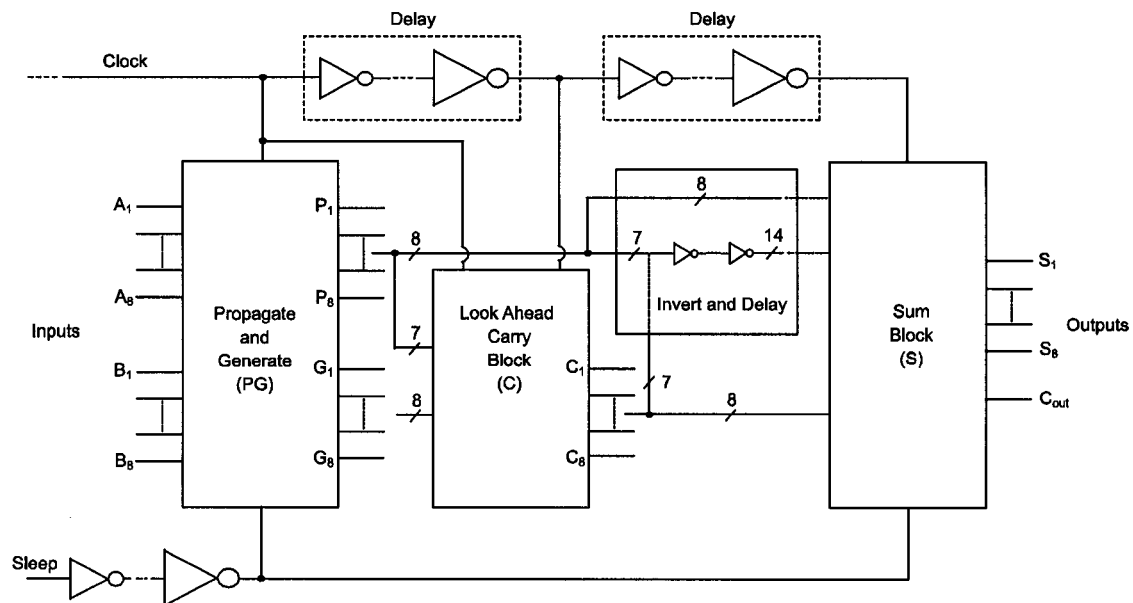 Delay
Delay
Clock
A1
A8
Inputs
B1
B8
P1
P8
Propagate
and
Generate
(PG)
G1
G8
8
7
8
Look Ahead
Carry
Block
(C)
C1
C8
8
7
14
Invert and Delay
7
8
Sum
Block
(S)
S1
S8
Outputs
Cout
Sleep